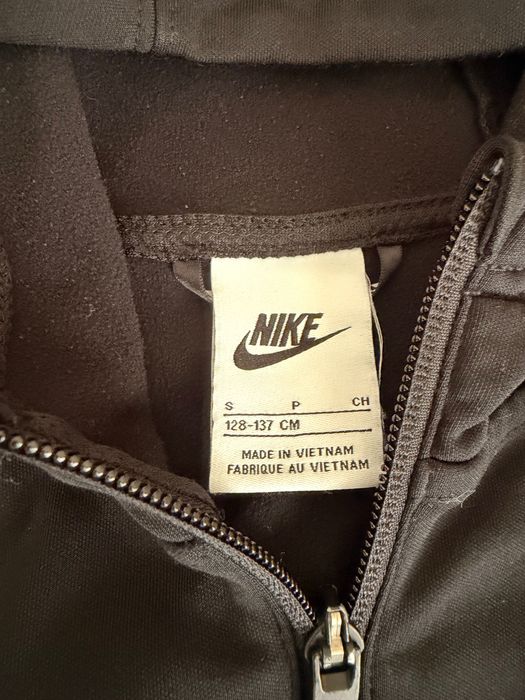 NIKE
S P CH
128-137 CM
MADE IN VIETNAM
FABRIQUE AU VIETNAM